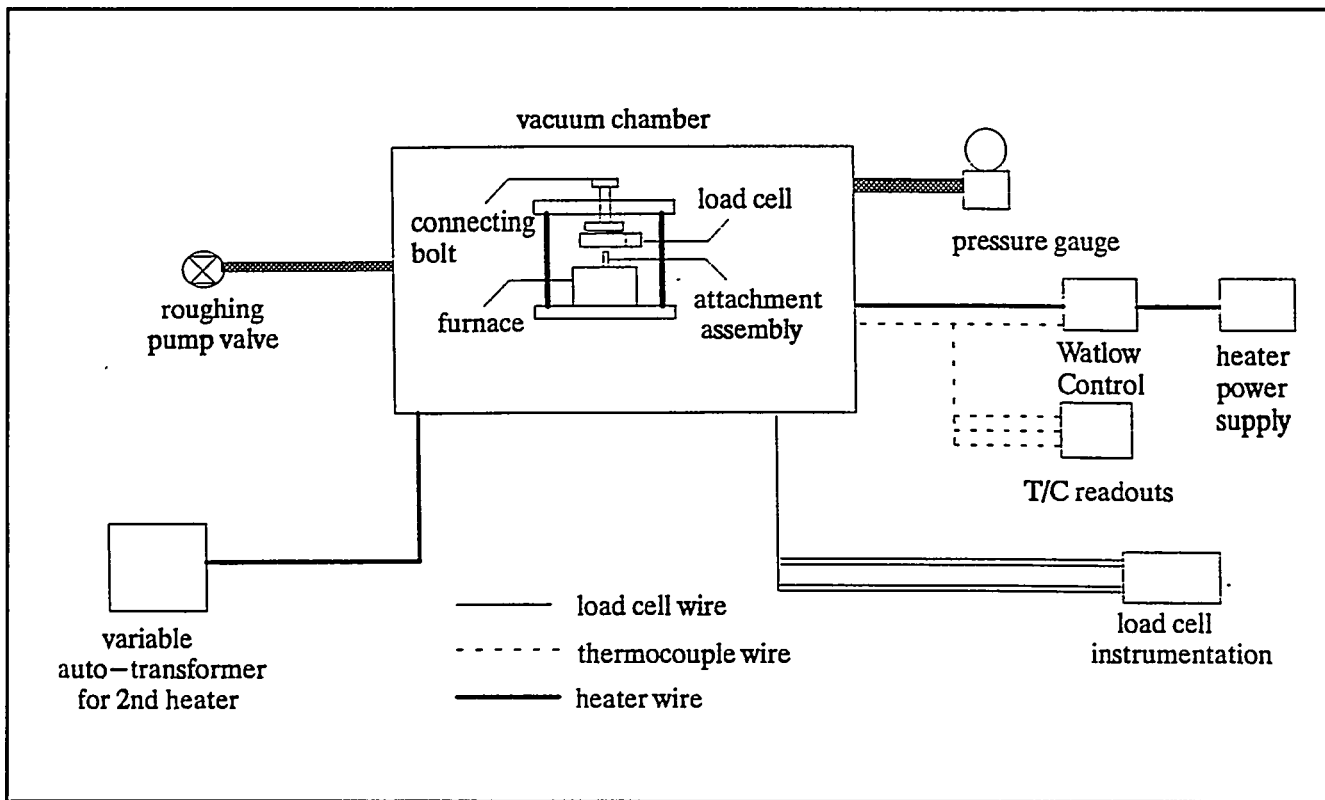 vacuum chamber
connecting
bolt
load cell
furnace
attachment
assembly
pressure gauge
roughing
pump valve
Watlow
Control
heater
power
supply
T/C readouts
variable
auto-transformer
for 2nd heater
load cell wire
thermocouple wire
heater wire
load cell
instrumentation